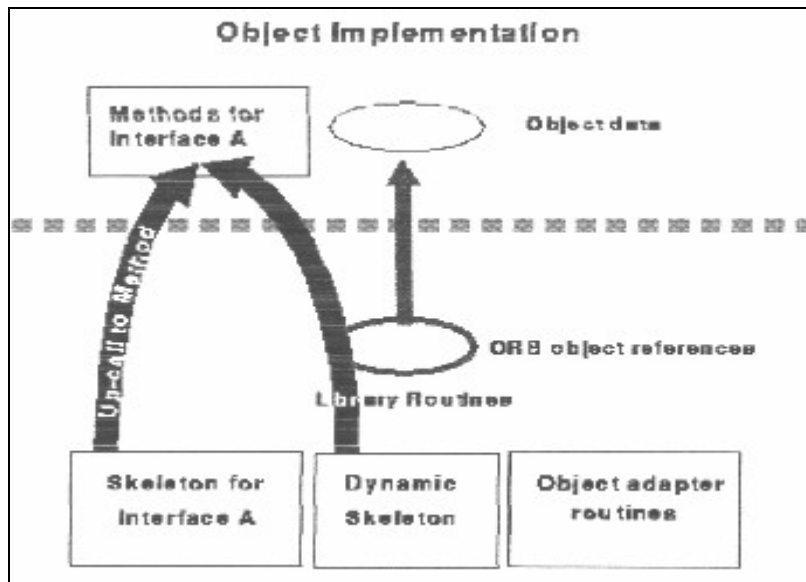 Object Implementation
Methods for
Interface A
Object data
Up-call to Method
ORB object references
Library Routines
Skeleton for
Interface A
Dynamic
Skeleton
Object adapter
routines